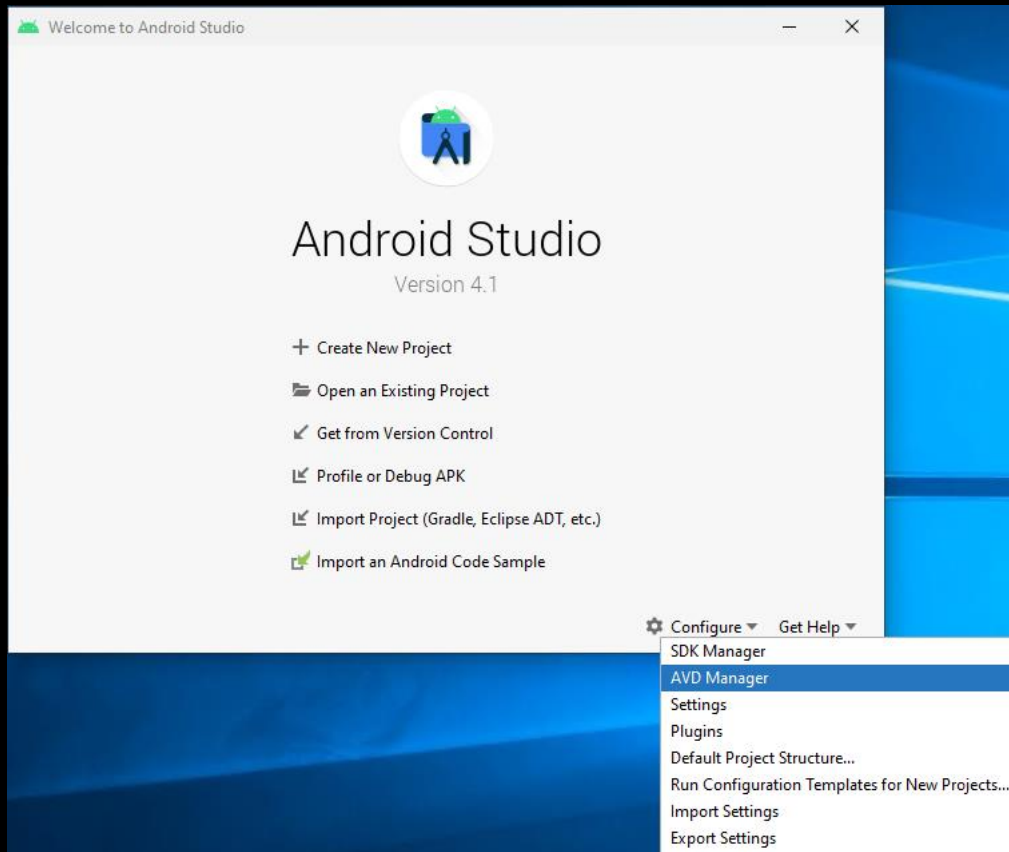 Welcome to Android Studio
Android Studio
Version 4.1
Create New Project
Open an Existing Project
Get from Version Control
Profile or Debug APK
Import Project (Gradle, Eclipse ADT, etc.)
Import an Android Code Sample
Configure Get Help
SDK Manager
AVD Manager
Settings
Plugins
Default Project Structure...
Run Configuration Templates for New Projects...
Import Settings
Export Settings